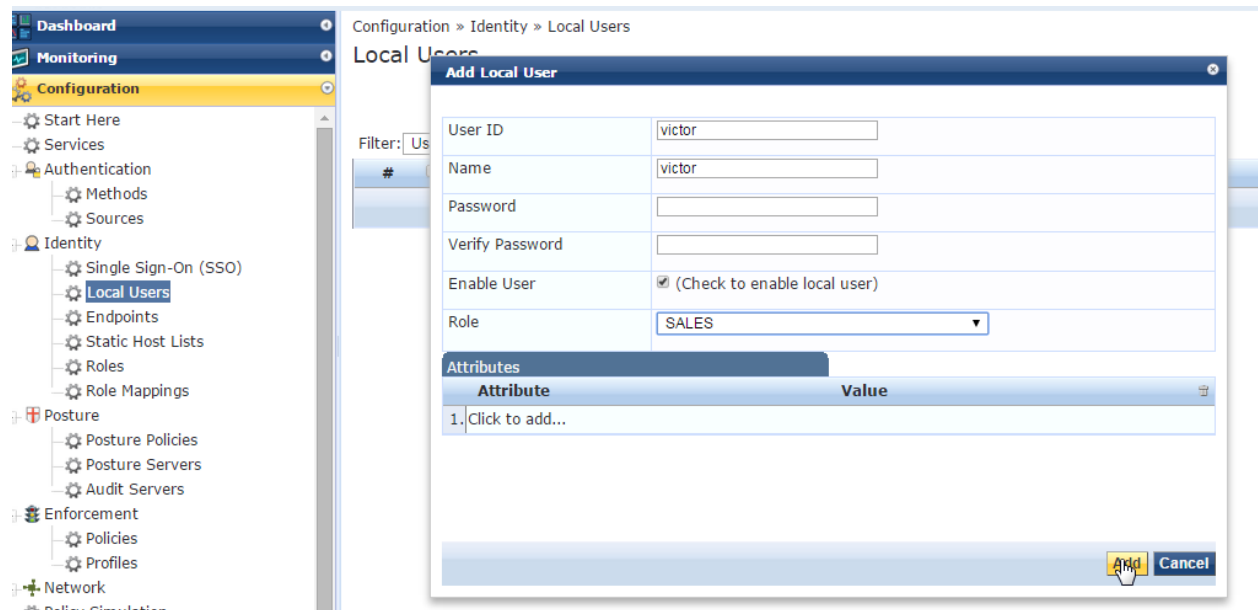 Dashboard
Monitoring
Configuration
Start Here
Services
Authentication
Methods
Sources
Identity
Single Sign-On (SSO)
Local Users
Endpoints
Static Host Lists
Roles
Role Mappings
Posture
Posture Policies
Posture Servers
Audit Servers
Enforcement
Policies
Profiles
Network
Policy Simulation
Configuration » Identity » Local Users
Local Users
Filter: Us
#
Add Local User
User ID victor
Name victor
Password
Verify Password
Enable User (Check to enable local user)
Role SALES
Attributes
Attribute Value
1. Click to add...
Add Cancel